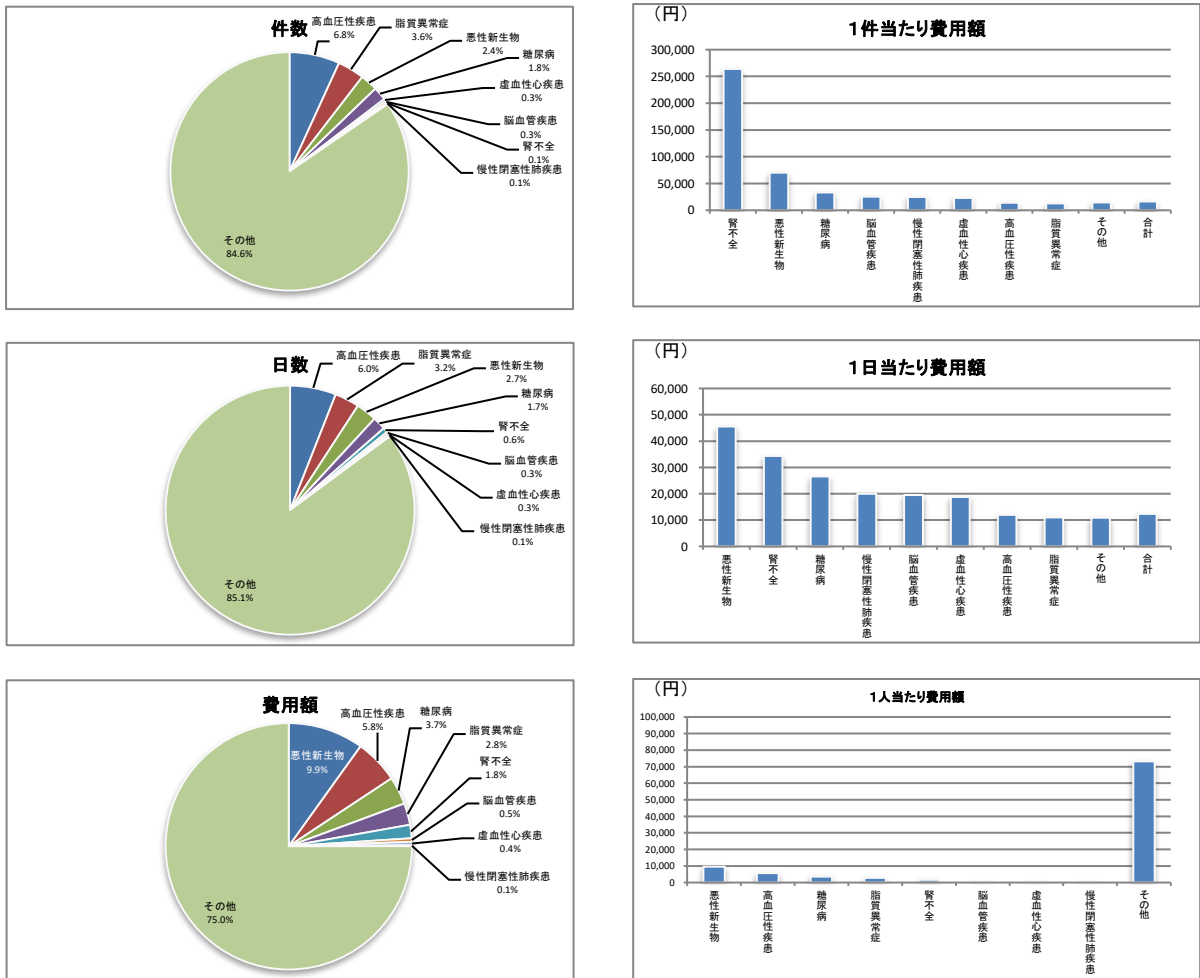 件数
高血圧性疾患
6.8%
脂質異常症
3.6%
悪性新生物
2.4%
糖尿病
1.8%
虚血性心疾患
0.3%
脳血管疾患
0.3%
腎不全
0.1%
慢性閉塞性肺疾患
0.1%
その他
84.6%
（円）
1件当たり費用額
300,000
250,000
200,000
150,000
100,000
50,000
0
腎不全
悪性新生物
糖尿病
脳血管疾患
慢性閉塞性肺疾患
虚血性心疾患
高血圧性疾患
脂質異常症
その他
合計
日数
高血圧性疾患
6.0%
脂質異常症
3.2%
悪性新生物
2.7%
糖尿病
1.7%
腎不全
0.6%
脳血管疾患
0.3%
虚血性心疾患
0.3%
慢性閉塞性肺疾患
0.1%
その他
85.1%
（円）
1日当たり費用額
60,000
50,000
40,000
30,000
20,000
10,000
0
悪性新生物
腎不全
糖尿病
慢性閉塞性肺疾患
脳血管疾患
虚血性心疾患
高血圧性疾患
脂質異常症
その他
合計
費用額
悪性新生物
9.9%
高血圧性疾患
5.8%
糖尿病
3.7%
脂質異常症
2.8%
腎不全
1.8%
脳血管疾患
0.5%
虚血性心疾患
0.4%
慢性閉塞性肺疾患
0.1%
その他
75.0%
（円）
1人当たり費用額
100,000
90,000
80,000
70,000
60,000
50,000
40,000
30,000
20,000
10,000
0
悪性新生物
高血圧性疾患
糖尿病
脂質異常症
腎不全
脳血管疾患
虚血性心疾患
慢性閉塞性肺疾患
その他